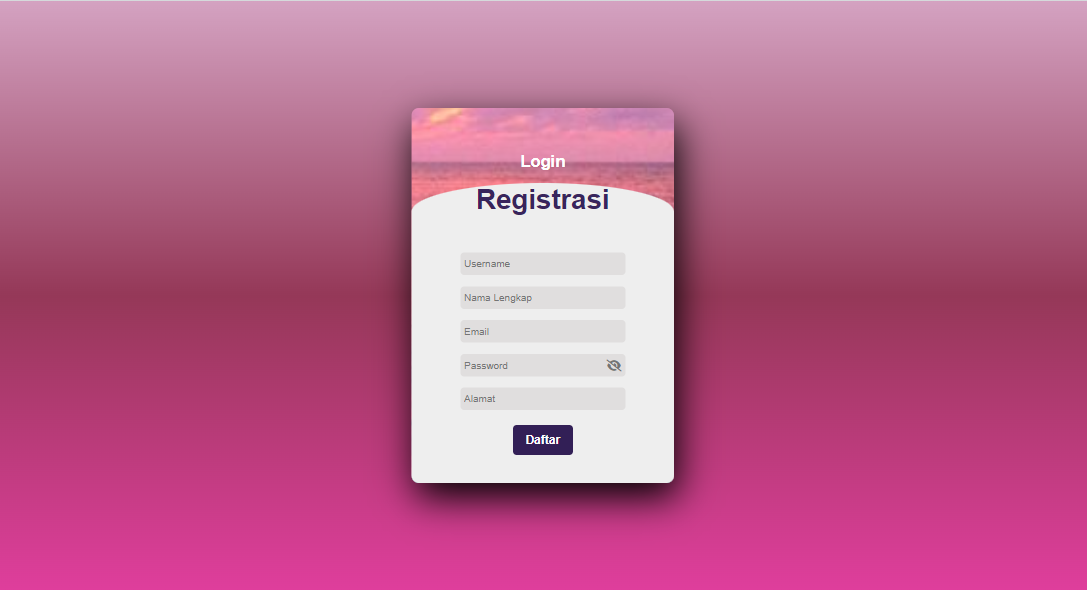 Login
Registrasi
Username
Nama Lengkap
Email
Password
Alamat
Daftar